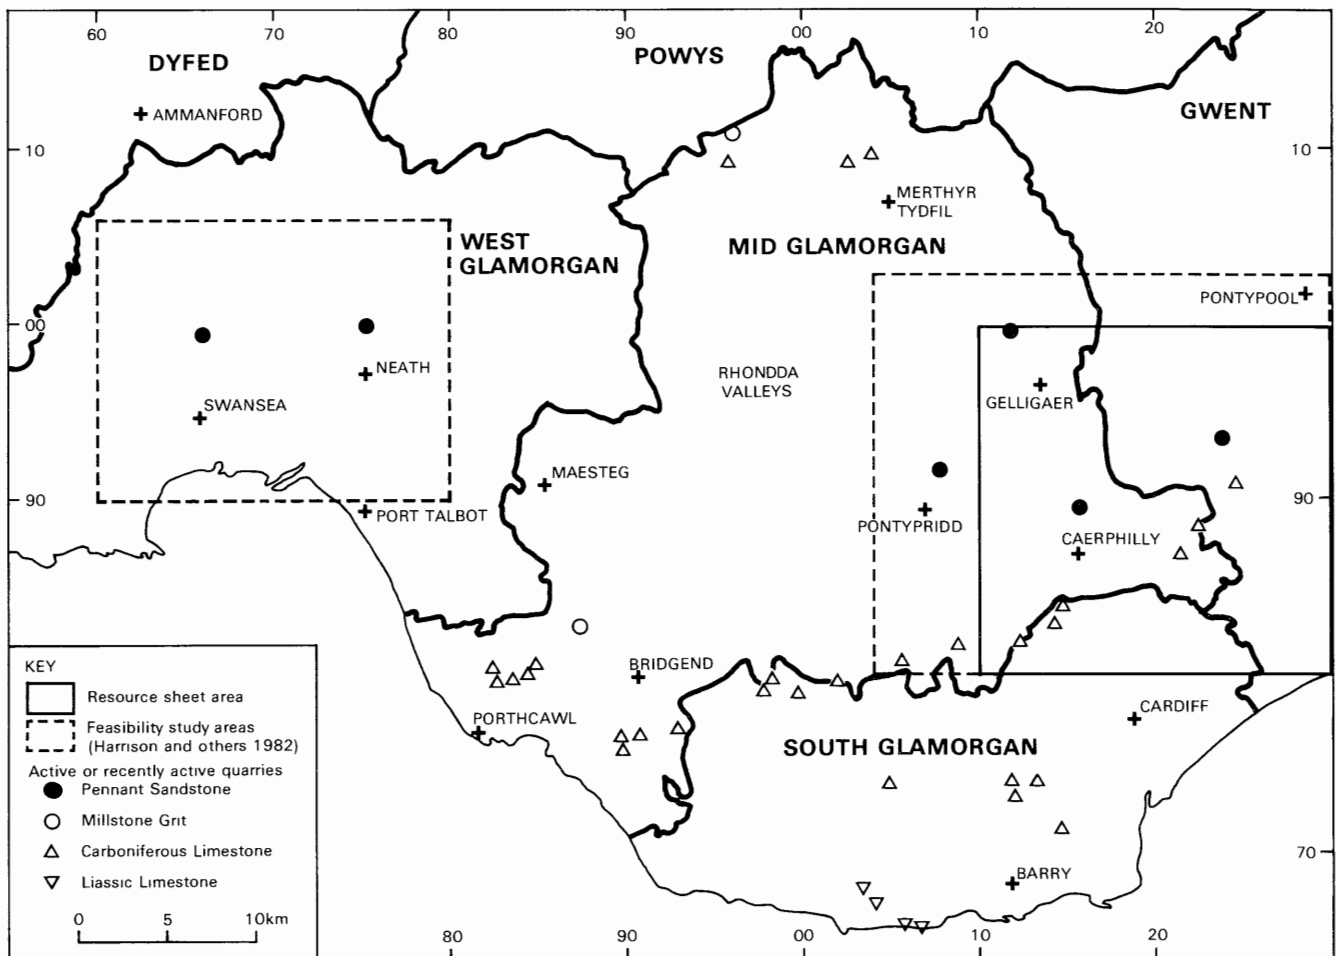 60 70 80 90 00 10 20
DYFED
POWYS
GWENT
AMMANFORD
10
10
MERTHYR
TYDFIL
WEST
GLAMORGAN
MID GLAMORGAN
PONTYPOOL
00
NEATH
RHONDDA
VALLEYS
GELLIGAER
SWANSEA
MAESTEG
90
90
PORT TALBOT
PONTYPRIDD
CAERPHILLY
BRIDGEND
PORTHCAWL
CARDIFF
SOUTH GLAMORGAN
70
BARRY
KEY
Resource sheet area
Feasibility study areas
(Harrison and others 1982)
Active or recently active quarries
Pennant Sandstone
Millstone Grit
Carboniferous Limestone
Liassic Limestone
0 5 10km
80 90 00 10 20